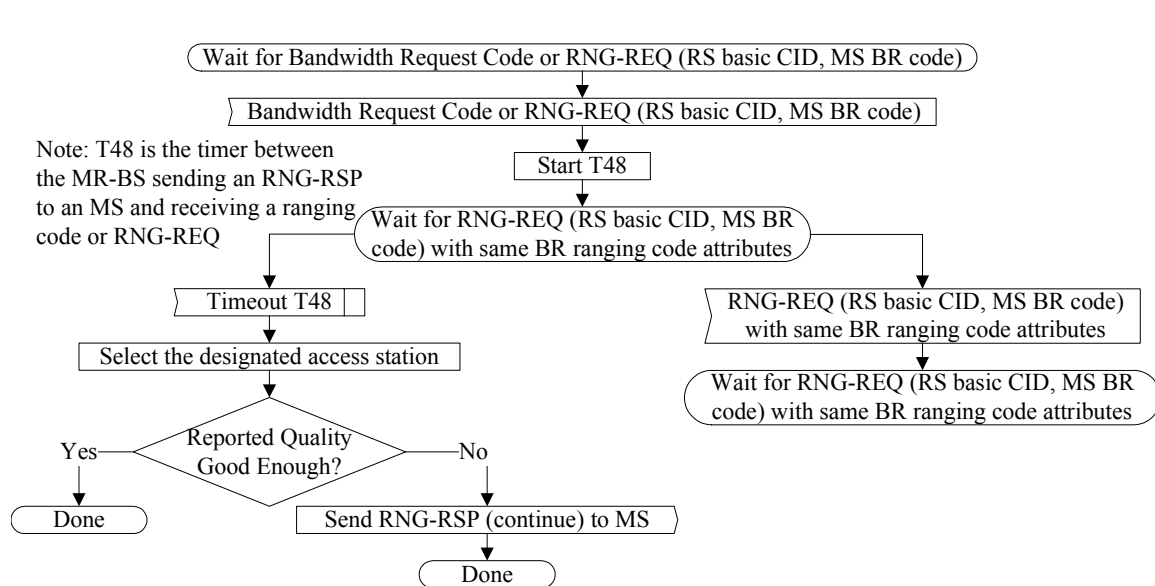 Wait for Bandwidth Request Code or RNG-REQ (RS basic CID, MS BR code)
Bandwidth Request Code or RNG-REQ (RS basic CID, MS BR code)
Note: T48 is the timer between
the MR-BS sending an RNG-RSP
to an MS and receiving a ranging
code or RNG-REQ
Start T48
Wait for RNG-REQ (RS basic CID, MS BR
code) with same BR ranging code attributes
Timeout T48
Select the designated access station
Reported Quality
Good Enough?
Yes
No
Done
Send RNG-RSP (continue) to MS
Done
RNG-REQ (RS basic CID, MS BR code)
with same BR ranging code attributes
Wait for RNG-REQ (RS basic CID, MS BR
code) with same BR ranging code attributes